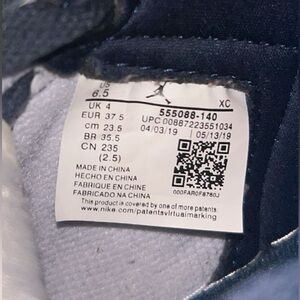 US
6.5
UK 4
EUR 37.5
cm 23.5
BR 35.5
CN 235
(2.5)
XC
555088-140
UPC 00887223551034
04/03/19 05/13/19
MADE IN CHINA
HECHO EN CHINA
FABRIQUE EN CHINE
FABRICADO NA CHINA
This product is covered by one of more patents
www.nike.com/patentsvirtualmarking